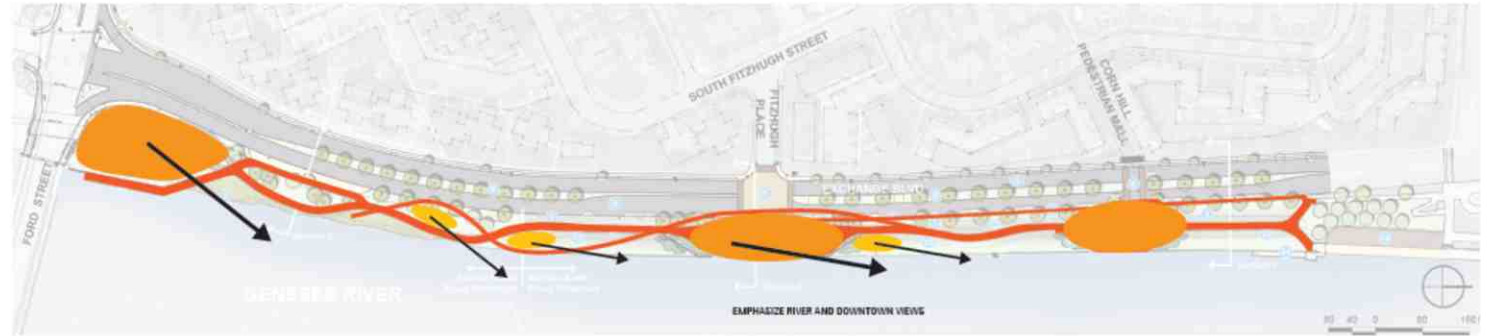 SOUTH FITZHUGH STREET
FITZHUGH
PLACE
CORN HILL
PEDESTRIAN MALL
EXCHANGE BLVD
FORD STREET
GENESEE RIVER
EMPHASIZE RIVER AND DOWNTOWN VIEWS